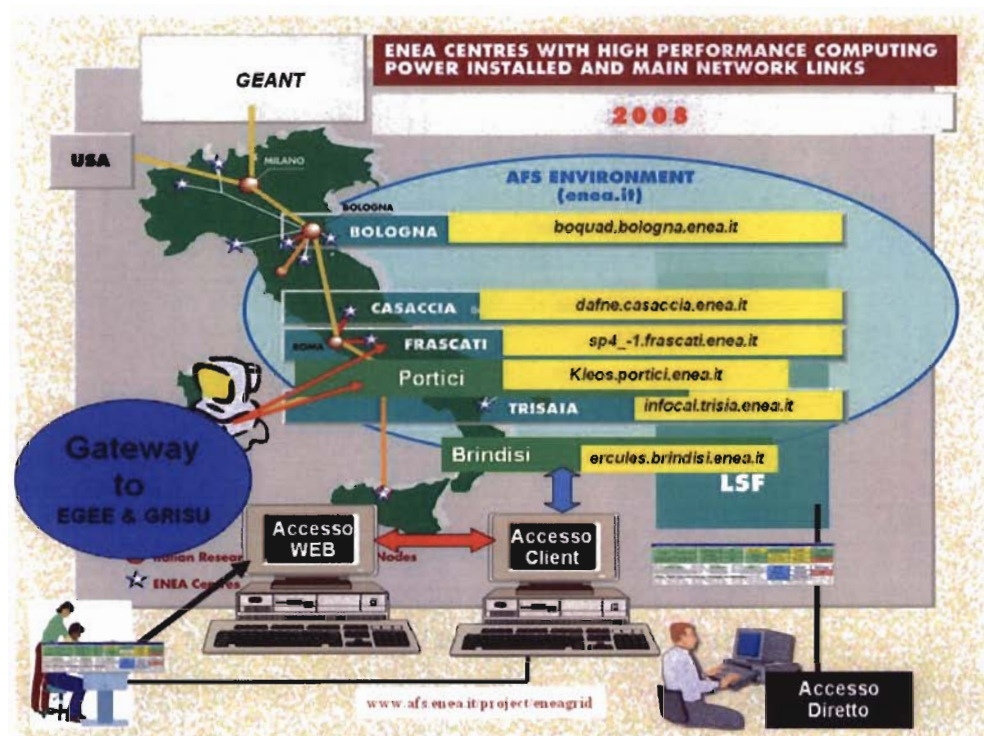 GEANT
ENEA CENTRES WITH HIGH PERFORMANCE COMPUTING
POWER INSTALLED AND MAIN NETWORK LINKS
2008
USA
MILANO
AFS ENVIRONMENT
(enea.it)
BOLOGNA
BOLOGNA
boquad.bologna.enea.it
CASACCIA
dafne.casaccia.enea.it
ROMA
FRASCATI
sp4_-1.frascati.enea.it
Portici
Kleos.portici.enea.it
TRISAIA
infocal.trisia.enea.it
Brindisi
ercules.brindisi.enea.it
LSF
Gateway
to
EGEE & GRISU
Accesso
WEB
Accesso
Client
Italian Resear
Nodes
ENEA Centres
www.afs.enea.it/project/eneagrid
Accesso
Diretto